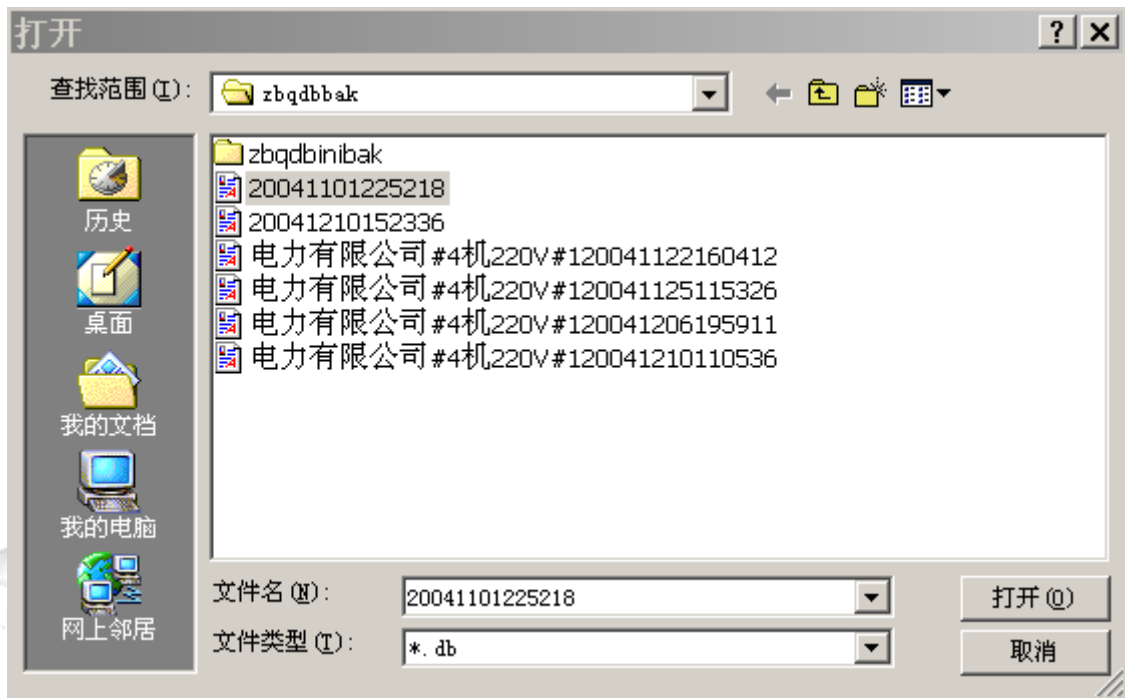 打开
查找范围(I): zbqdbbak
历史
桌面
我的文档
我的电脑
网上邻居
zbqdbinibak
20041101225218
20041210152336
电力有限公司#4机220V#120041122160412
电力有限公司#4机220V#120041125115326
电力有限公司#4机220V#120041206195911
电力有限公司#4机220V#120041210110536
文件名(N): 20041101225218 打开(O)
文件类型(T): *.db 取消